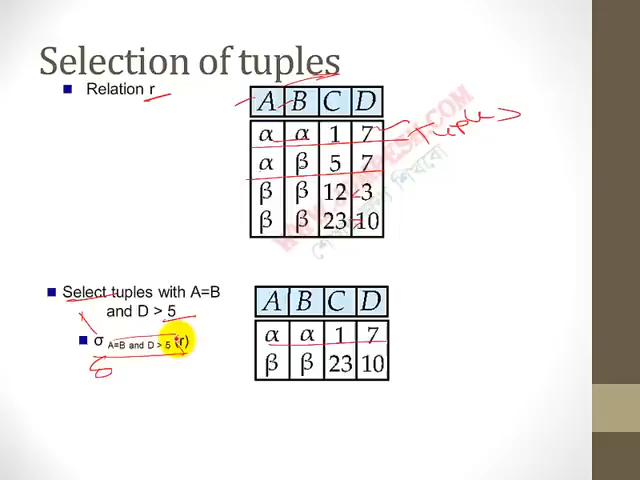 Selection of tuples
Relation r
A B C D
α α 1 7
α β 5 7
β β 12 3
β β 23 10
Tuples
Select tuples with A=B
and D > 5
σ A=B and D > 5 (r)
A B C D
α α 1 7
β β 23 10